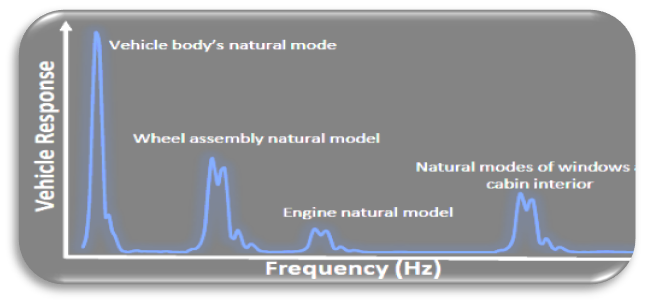 Vehicle body's natural mode
Vehicle Response
Wheel assembly natural model
Natural modes of windows
cabin interior
Engine natural model
Frequency (Hz)